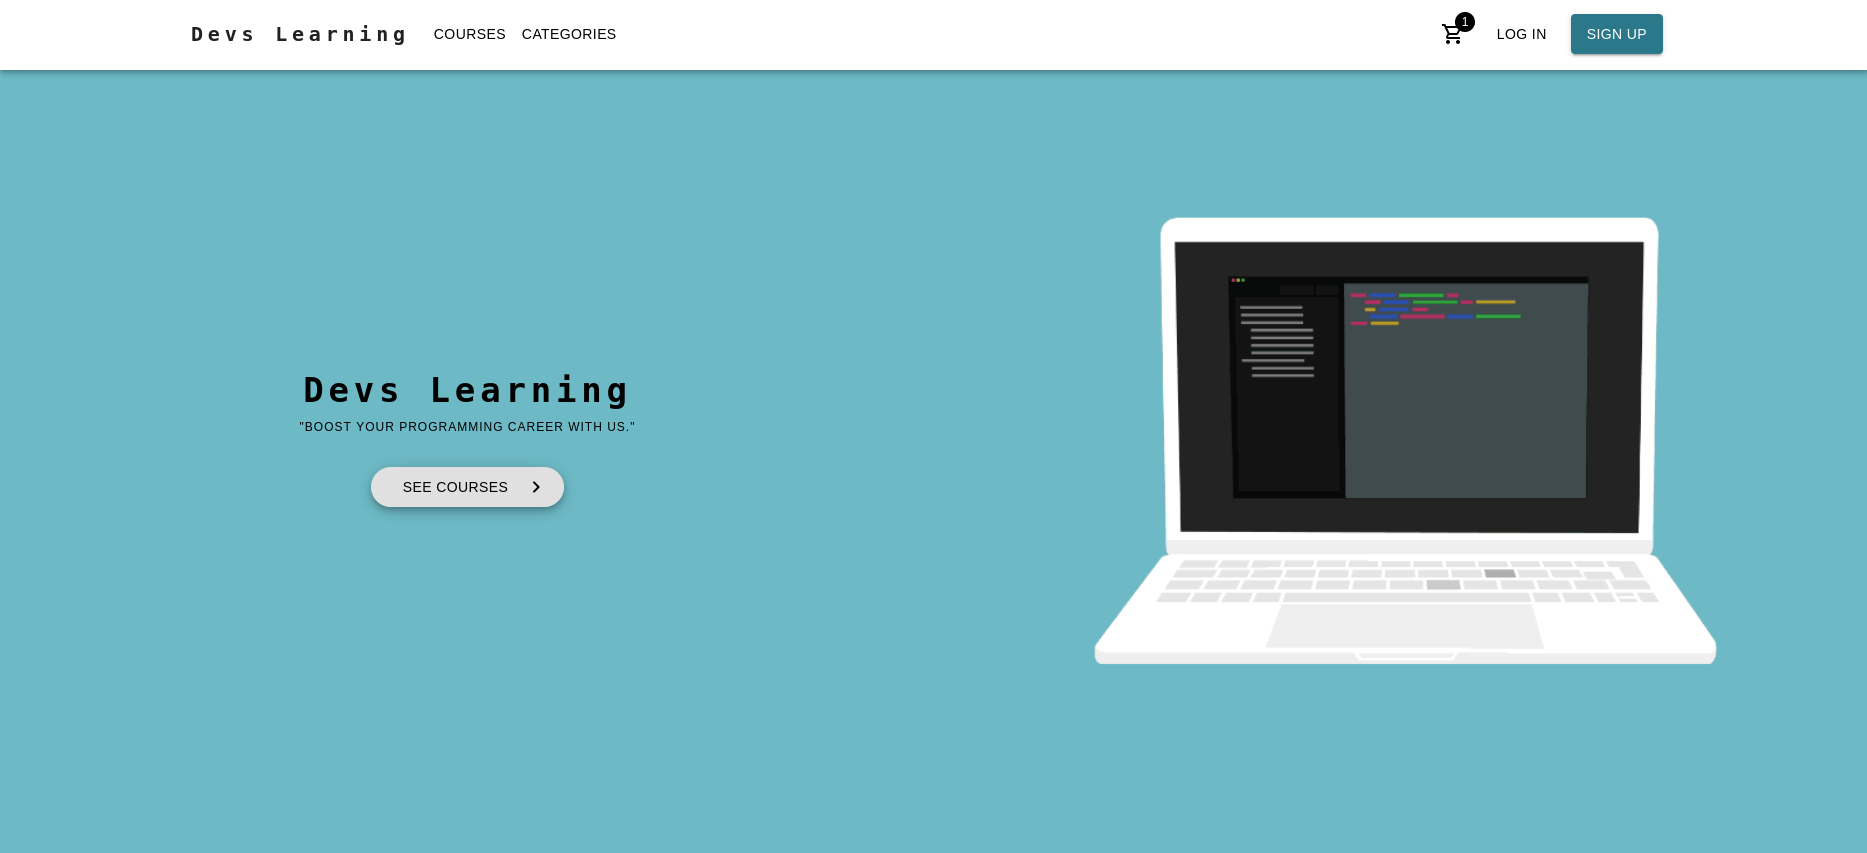 Devs Learning COURSES CATEGORIES 1 LOG IN SIGN UP
Devs Learning
"BOOST YOUR PROGRAMMING CAREER WITH US."
SEE COURSES